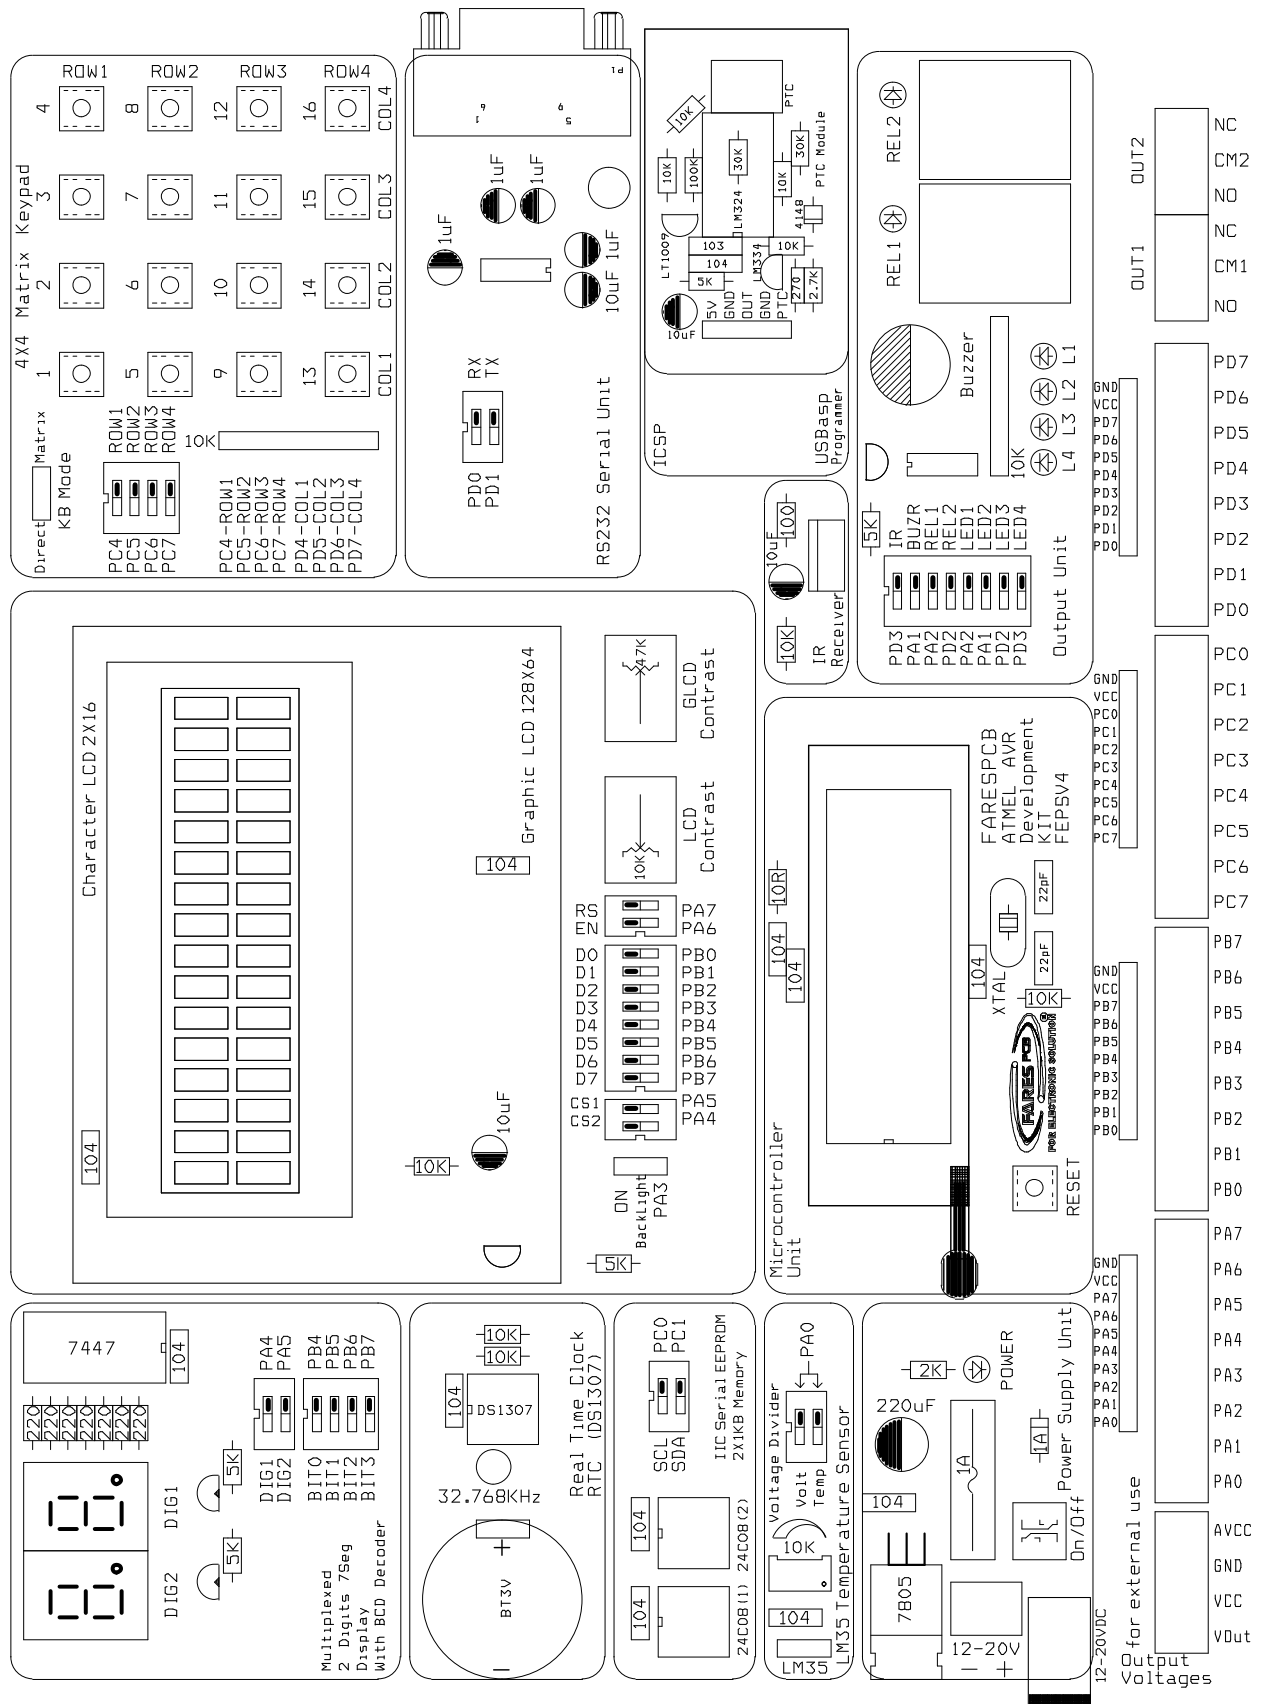 ROW1 ROW2 ROW3 ROW4
4 8 12 16 COL4
3 7 11 15 COL3
2 6 10 14 COL2
1 5 9 13 COL1
4X4 Matrix Keypad
Direct Matrix
KB Mode
PC4 ROW1
PC5 ROW2
PC6 ROW3
PC7 ROW4
10K
PC4-ROW1
PC5-ROW2
PC6-ROW3
PC7-ROW4
PD4-COL1
PD5-COL2
PD6-COL3
PD7-COL4
P1
1
6
5
9
1uF
1uF
1uF
1uF
10uF
PD0 RX
PD1 TX
RS232 Serial Unit
PTC
10K
10K
100K
30K
30K
10K
LM324
4148
PTC Module
LT1009
103
104
5K
10K
LM334
270
2.7K
10uF
5V
GND
OUT
GND
PTC
ICSP
USBasp
Programmer
10uF
100
10K
IR
Receiver
REL2
REL1
Buzzer
L1
L2
L3
L4
10K
5K
PD3 IR
PA1 BUZR
PA2 REL1
PD2 REL2
PA2 LED1
PA1 LED2
PD2 LED3
PD3 LED4
Output Unit
OUT2
NC
CM2
NO
OUT1
NC
CM1
NO
GND
VCC
PD7
PD6
PD5
PD4
PD3
PD2
PD1
PD0
PD7
PD6
PD5
PD4
PD3
PD2
PD1
PD0
Character LCD 2X16
Graphic LCD 128X64
104
104
10K
10uF
47K
GLCD
Contrast
10K
LCD
Contrast
RS PA7
EN PA6
D0 PB0
D1 PB1
D2 PB2
D3 PB3
D4 PB4
D5 PB5
D6 PB6
D7 PB7
CS1 PA5
CS2 PA4
ON
BackLight
PA3
5K
Microcontroller
Unit
10R
104
104
104
FARESPCB
ATMEL AVR
Development
KIT
FEPSV4
22pF
22pF
XTAL
10K
FARES PCB
FOR ELECTRONIC SOLUTION
RESET
GND
VCC
PC0
PC1
PC2
PC3
PC4
PC5
PC6
PC7
PC0
PC1
PC2
PC3
PC4
PC5
PC6
PC7
GND
VCC
PB7
PB6
PB5
PB4
PB3
PB2
PB1
PB0
PB7
PB6
PB5
PB4
PB3
PB2
PB1
PB0
7447
104
220
220
220
220
220
220
220
DIG1
DIG2
5K
5K
DIG1 PA4
DIG2 PA5
BIT0 PB4
BIT1 PB5
BIT2 PB6
BIT3 PB7
Multiplexed
2 Digits 7Seg
Display
With BCD Decoder
10K
10K
104
DS1307
32.768KHz
BT3V
+
−
Real Time Clock
RTC (DS1307)
SCL PC0
SDA PC1
IIC Serial EEPROM
2X1KB Memory
104
24C08(2)
104
24C08(1)
Voltage Divider
PA0
Volt
Temp
10K
104
LM35
LM35 Temperature Sensor
2K
POWER
220uF
1A
1A
104
7805
12-20V
− +
On/Off
Power Supply Unit
12-20VDC
GND
VCC
PA7
PA6
PA5
PA4
PA3
PA2
PA1
PA0
PA7
PA6
PA5
PA4
PA3
PA2
PA1
PA0
AVCC
GND
VCC
VOut
Output
Voltages
for external use